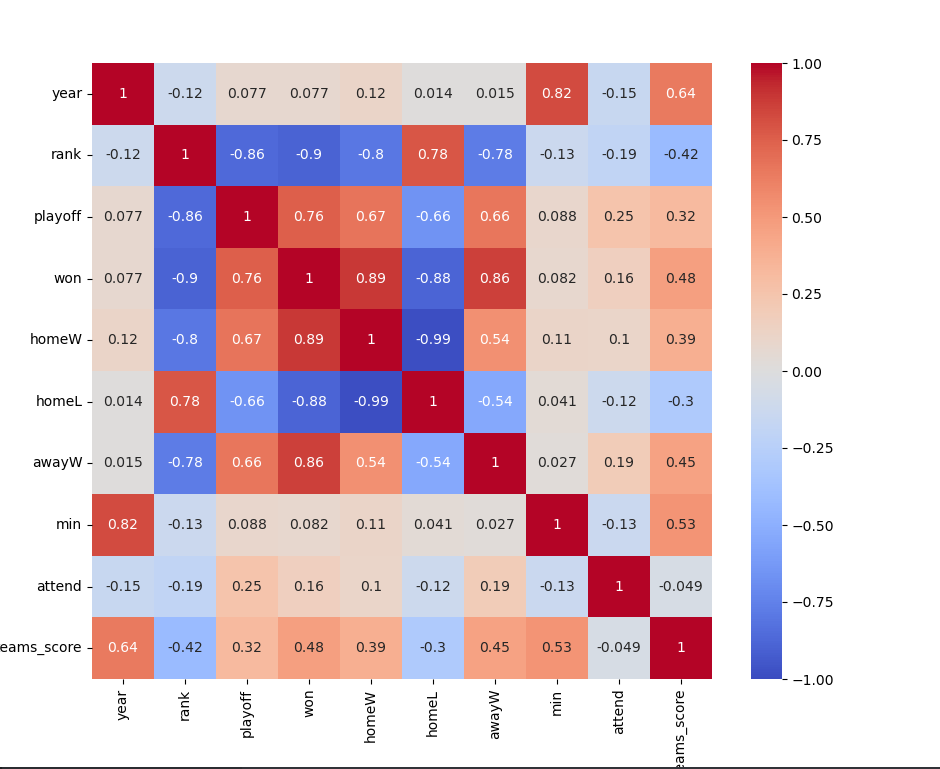 year 1 -0.12 0.077 0.077 0.12 0.014 0.015 0.82 -0.15 0.64
rank -0.12 1 -0.86 -0.9 -0.8 0.78 -0.78 -0.13 -0.19 -0.42
playoff 0.077 -0.86 1 0.76 0.67 -0.66 0.66 0.088 0.25 0.32
won 0.077 -0.9 0.76 1 0.89 -0.88 0.86 0.082 0.16 0.48
homeW 0.12 -0.8 0.67 0.89 1 -0.99 0.54 0.11 0.1 0.39
homeL 0.014 0.78 -0.66 -0.88 -0.99 1 -0.54 0.041 -0.12 -0.3
awayW 0.015 -0.78 0.66 0.86 0.54 -0.54 1 0.027 0.19 0.45
min 0.82 -0.13 0.088 0.082 0.11 0.041 0.027 1 -0.13 0.53
attend -0.15 -0.19 0.25 0.16 0.1 -0.12 0.19 -0.13 1 -0.049
eams_score 0.64 -0.42 0.32 0.48 0.39 -0.3 0.45 0.53 -0.049 1
year rank playoff won homeW homeL awayW min attend eams_score
1.00
0.75
0.50
0.25
0.00
−0.25
−0.50
−0.75
−1.00